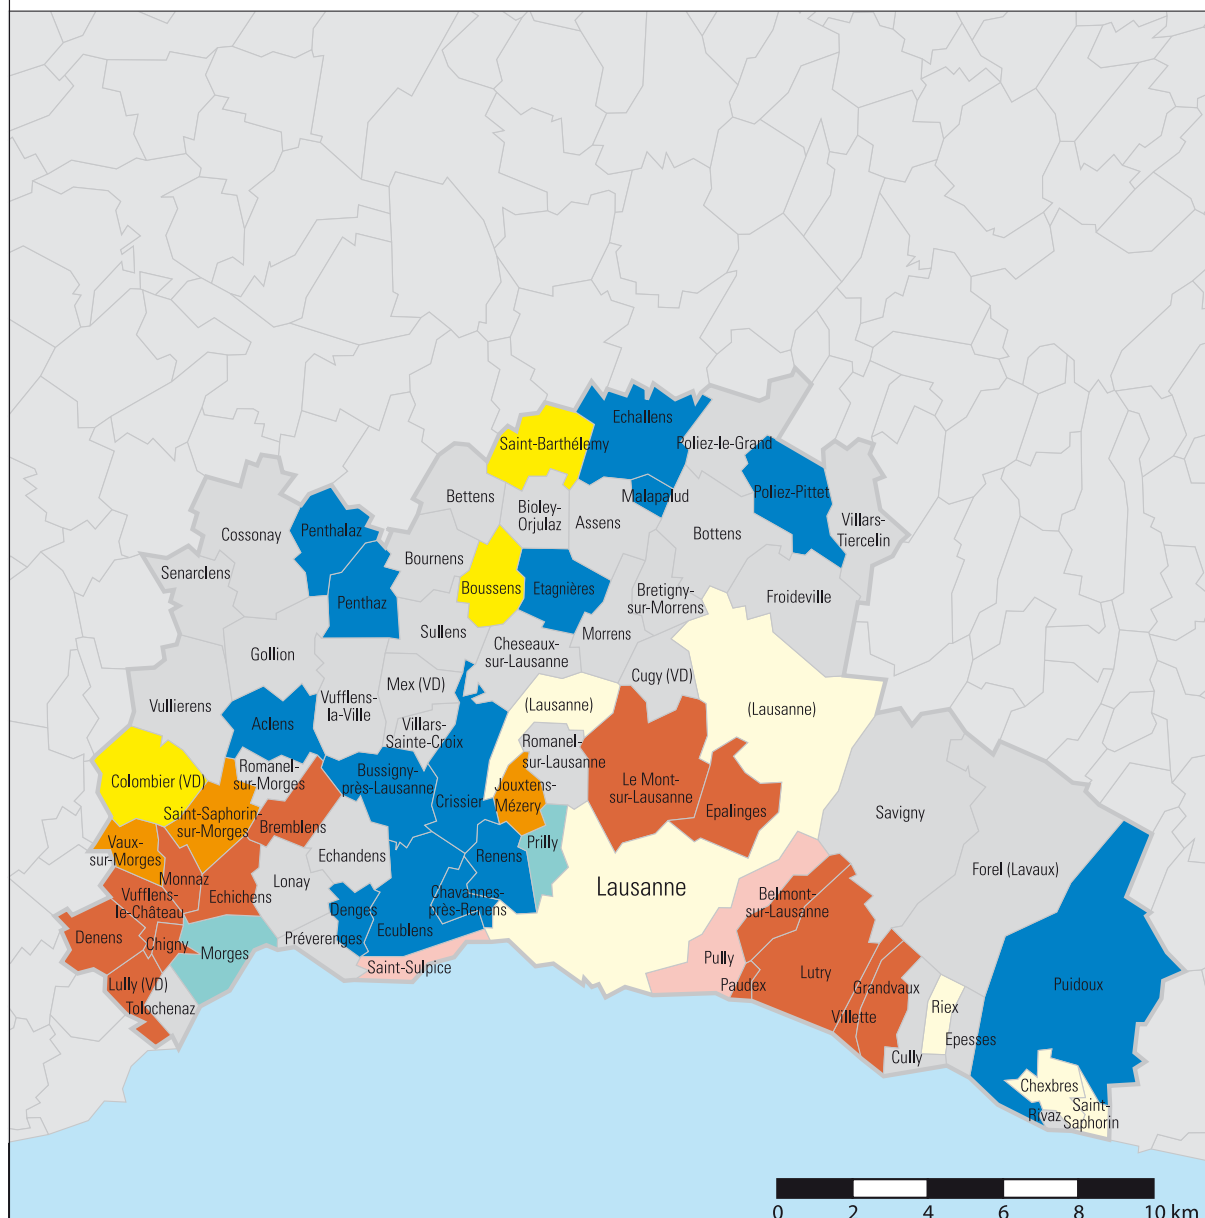 Echallens
Saint-Barthélemy
Poliez-le-Grand
Bettens
Malapalud
Poliez-Pittet
Bioley-
Orjulaz
Assens
Villars-
Tiercelin
Cossonay
Penthalaz
Bottens
Bournens
Senarclens
Boussens
Etagnières
Bretigny-
sur-Morrens
Froideville
Penthaz
Sullens
Morrens
Cheseaux-
sur-Lausanne
Gollion
Cugy (VD)
Mex (VD)
Vufflens-
la-Ville
Vullierens
(Lausanne)
(Lausanne)
Aclens
Villars-
Sainte-Croix
Romanel-
sur-Lausanne
Romanel-
sur-Morges
Colombier (VD)
Bussigny-
près-Lausanne
Jouxtens-
Mézery
Le Mont-
sur-Lausanne
Crissier
Epalinges
Savigny
Saint-Saphorin-
sur-Morges
Bremblens
Vaux-
sur-Morges
Prilly
Echandens
Renens
Forel (Lavaux)
Monnaz
Lonay
Lausanne
Echichens
Vufflens-
le-Château
Chavannes-
près-Renens
Belmont-
sur-Lausanne
Denges
Ecublens
Denens
Chigny
Préverenges
Morges
Pully
Saint-Sulpice
Lutry
Paudex
Grandvaux
Puidoux
Lully (VD)
Tolochenaz
Riex
Villette
Epesses
Cully
Chexbres
Saint-
Saphorin
Rivaz
0 2 4 6 8 10 km